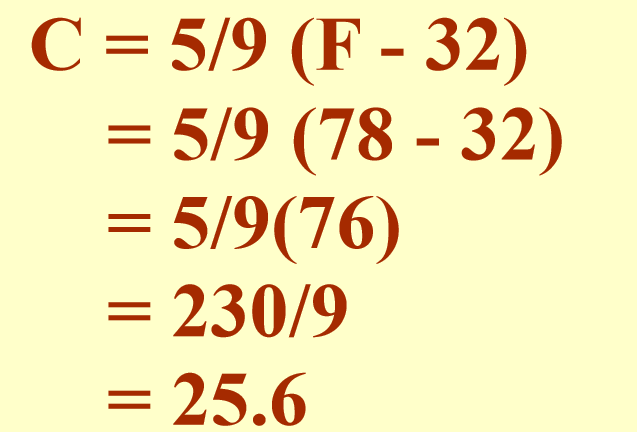 C = 5/9 (F - 32)
= 5/9 (78 - 32)
= 5/9(76)
= 230/9
= 25.6